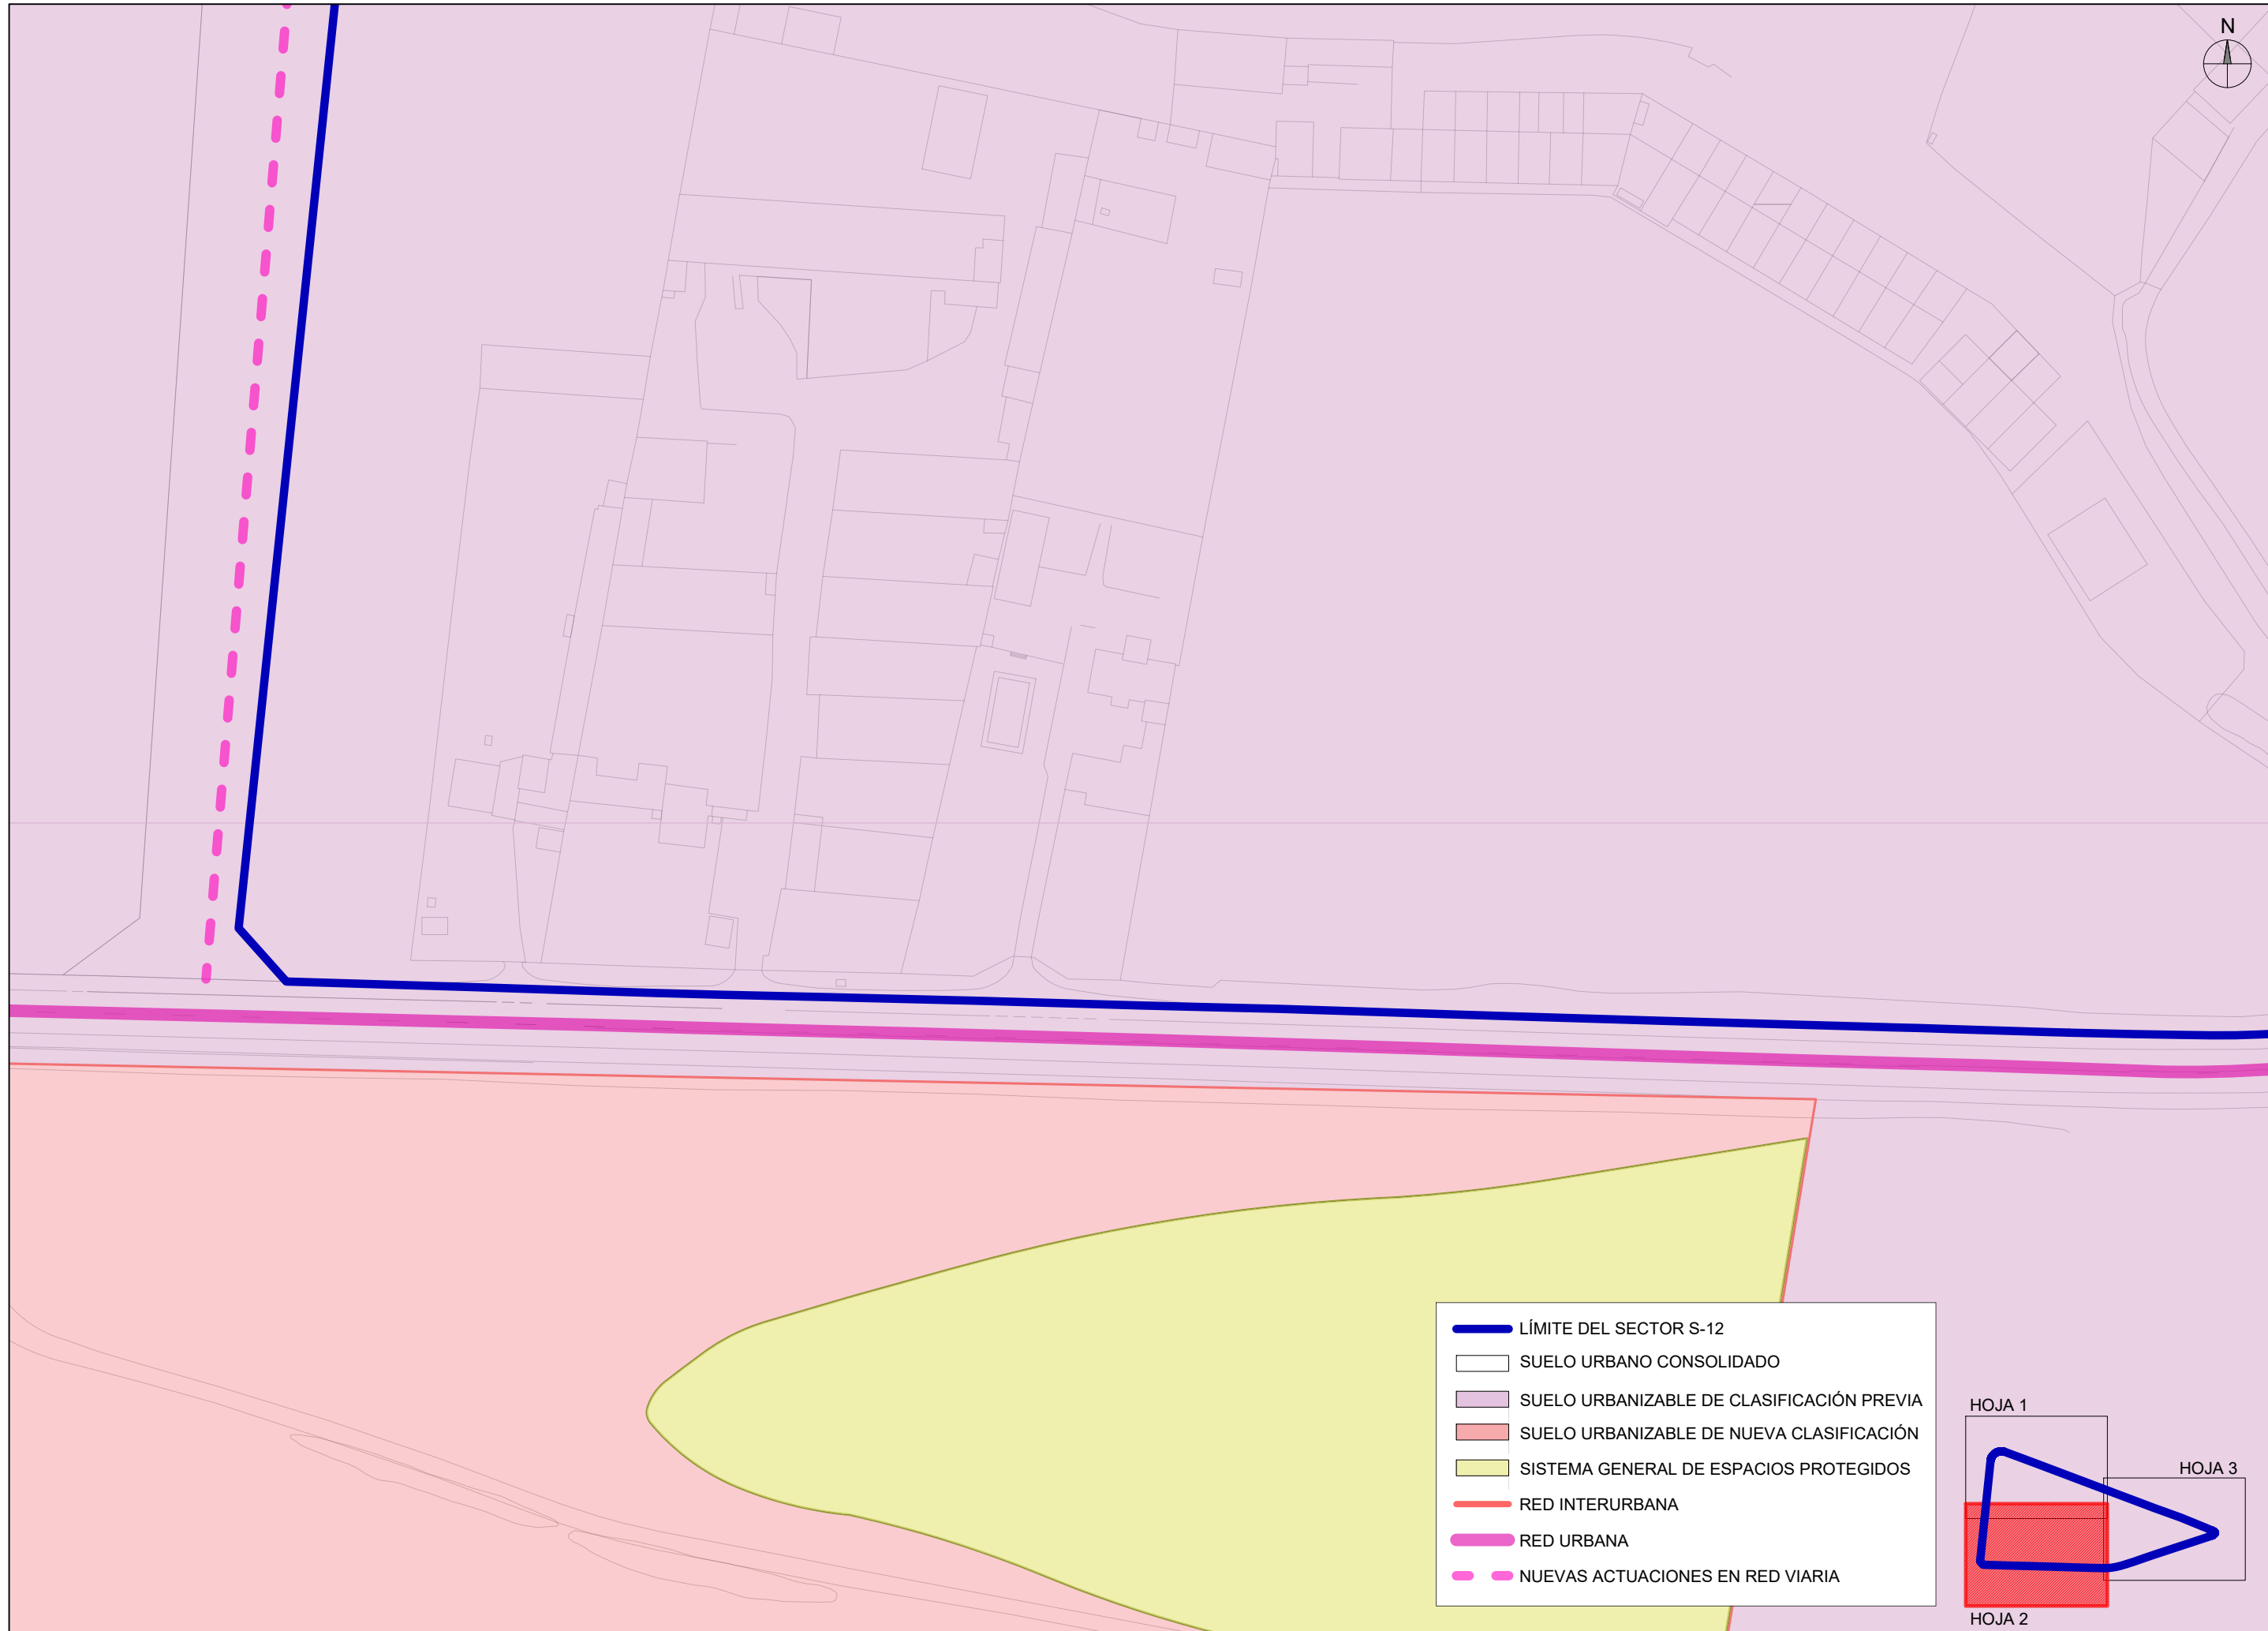 N
LÍMITE DEL SECTOR S-12
SUELO URBANO CONSOLIDADO
SUELO URBANIZABLE DE CLASIFICACIÓN PREVIA
SUELO URBANIZABLE DE NUEVA CLASIFICACIÓN
SISTEMA GENERAL DE ESPACIOS PROTEGIDOS
RED INTERURBANA
RED URBANA
NUEVAS ACTUACIONES EN RED VIARIA
HOJA 1
HOJA 3
HOJA 2